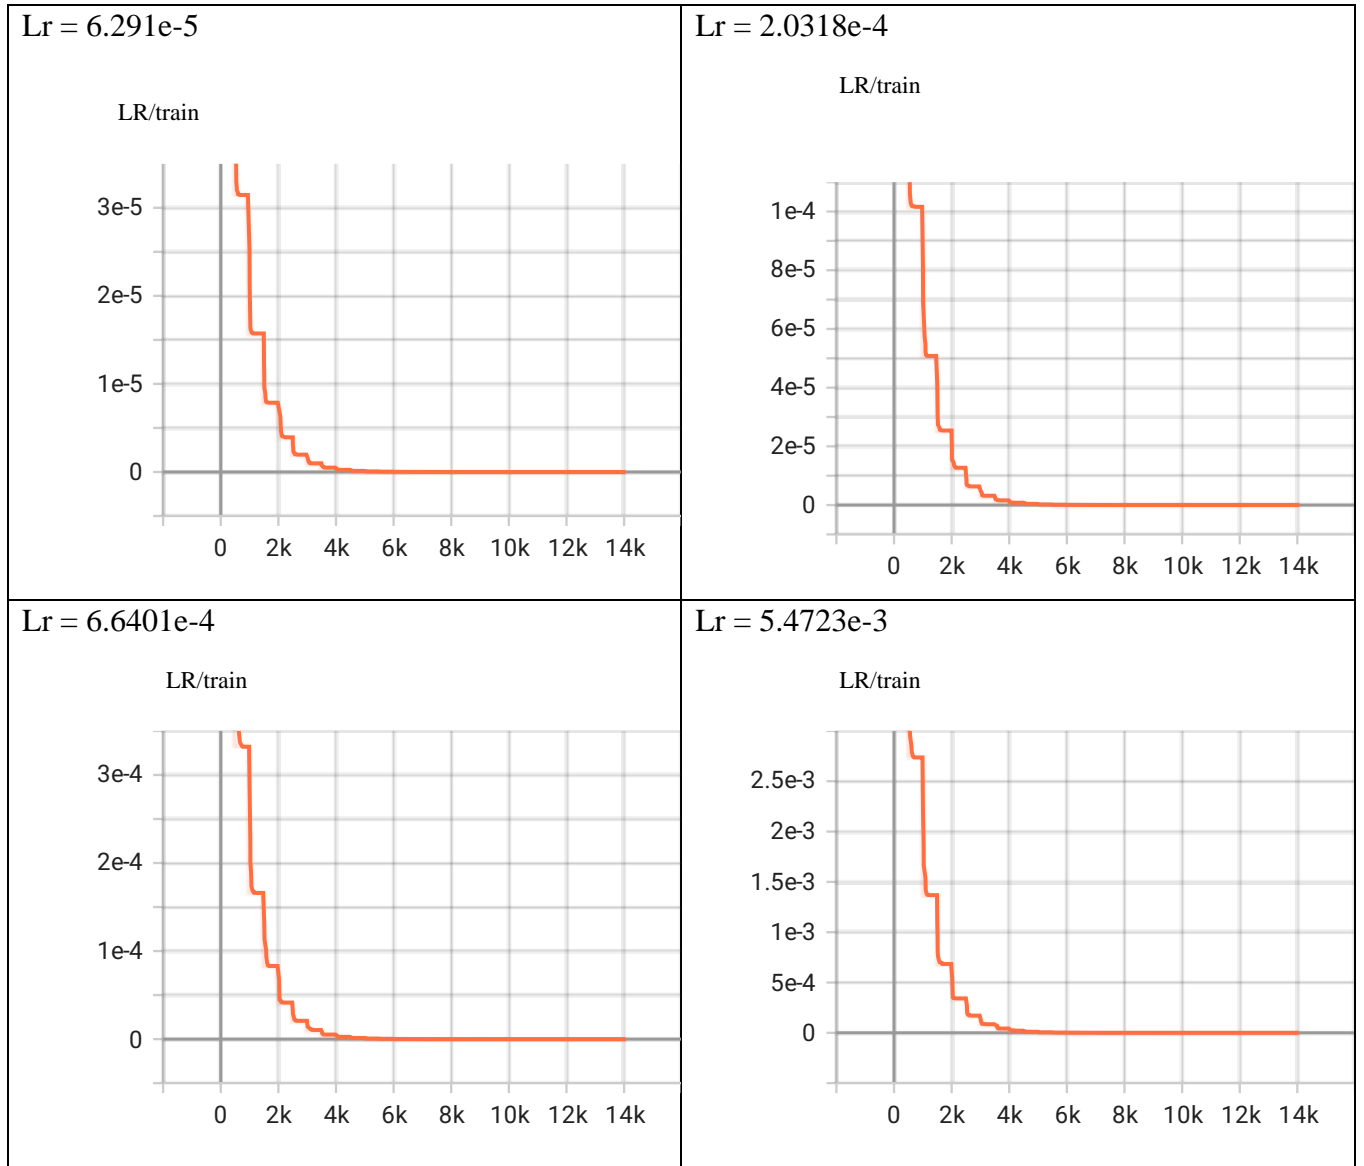 Lr = 6.291e-5
LR/train
3e-5
2e-5
1e-5
0
0 2k 4k 6k 8k 10k 12k 14k
Lr = 2.0318e-4
LR/train
1e-4
8e-5
6e-5
4e-5
2e-5
0
0 2k 4k 6k 8k 10k 12k 14k
Lr = 6.6401e-4
LR/train
3e-4
2e-4
1e-4
0
0 2k 4k 6k 8k 10k 12k 14k
Lr = 5.4723e-3
LR/train
2.5e-3
2e-3
1.5e-3
1e-3
5e-4
0
0 2k 4k 6k 8k 10k 12k 14k